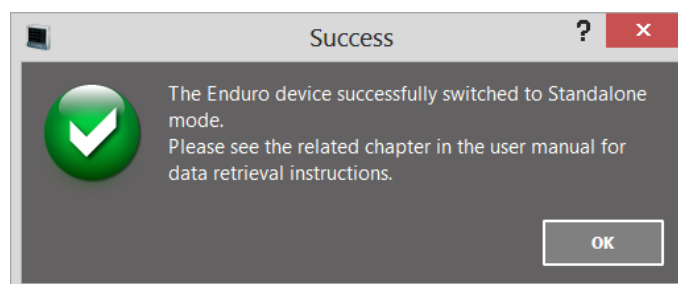 Success
?
×
The Enduro device successfully switched to Standalone
mode.
Please see the related chapter in the user manual for
data retrieval instructions.
OK